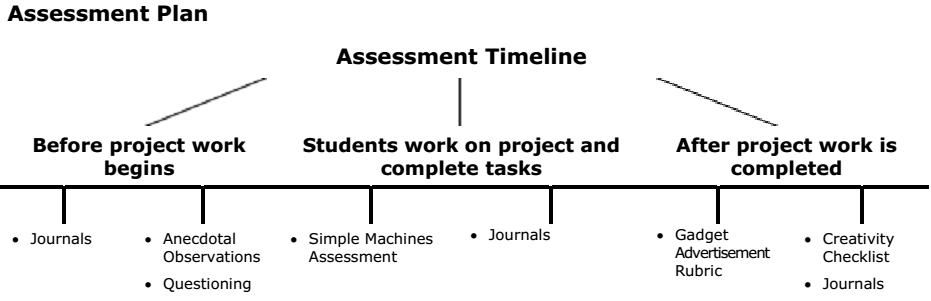 Assessment Plan
Assessment Timeline
Before project work
begins
Students work on project and
complete tasks
After project work is
completed
• Journals
• Anecdotal
Observations
• Questioning
• Simple Machines
Assessment
• Journals
• Gadget
Advertisement
Rubric
• Creativity
Checklist
• Journals